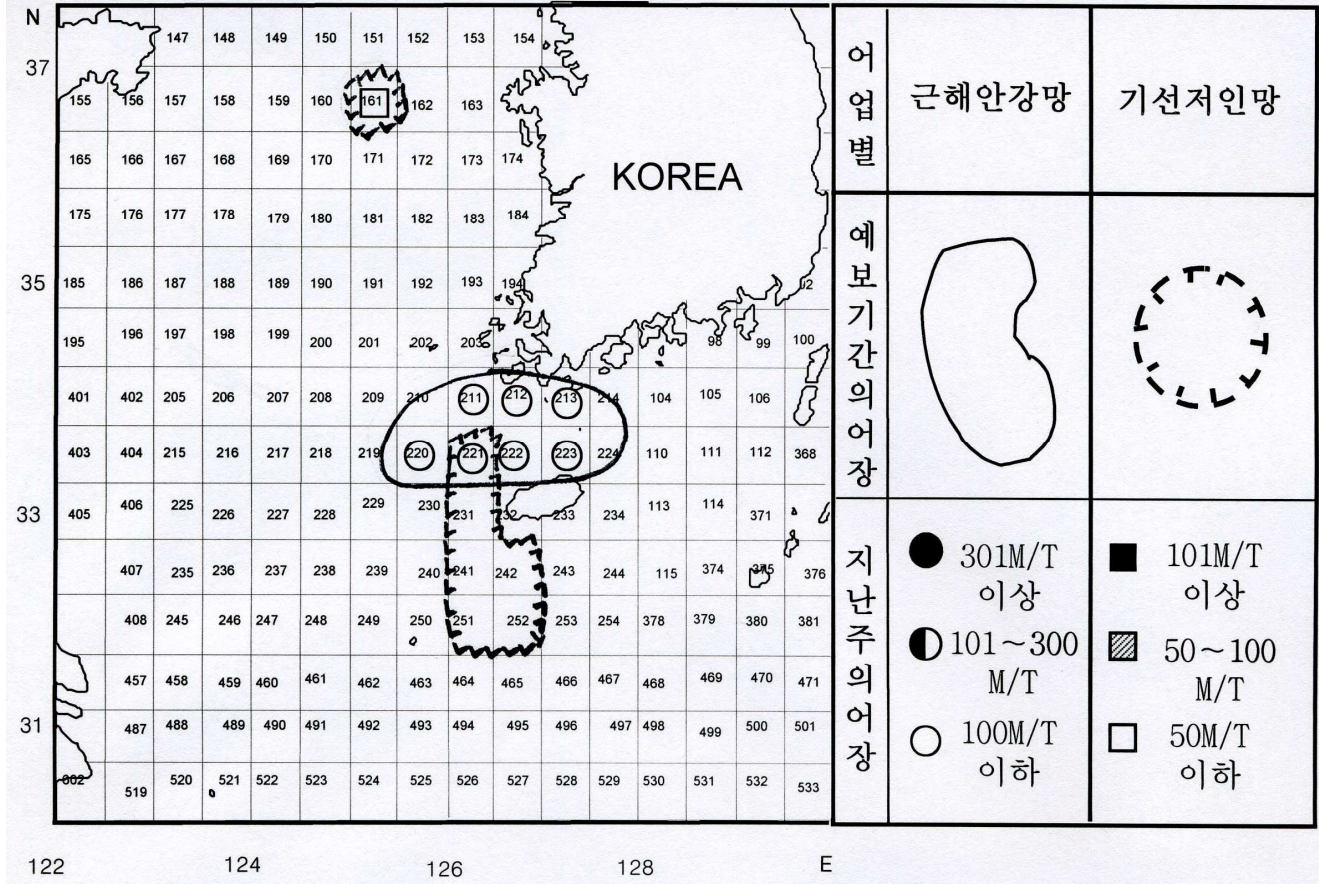 N
147 148 149 150 151 152 153 154
37
155 156 157 158 159 160 161 162 163
165 166 167 168 169 170 171 172 173 174
KOREA
175 176 177 178 179 180 181 182 183 184
35
185 186 187 188 189 190 191 192 193 194 02
195 196 197 198 199 200 201 202 203 98 99 100
401 402 205 206 207 208 209 210 211 212 213 214 104 105 106
403 404 215 216 217 218 219 220 221 222 223 224 110 111 112 368
33
405 406 225 226 227 228 229 230 231 232 233 234 113 114 371
407 235 236 237 238 239 240 241 242 243 244 115 374 375 376
408 245 246 247 248 249 250 251 252 253 254 378 379 380 381
457 458 459 460 461 462 463 464 465 466 467 468 469 470 471
31
487 488 489 490 491 492 493 494 495 496 497 498 499 500 501
602 519 520 521 522 523 524 525 526 527 528 529 530 531 532 533
122 124 126 128 E
어업별
근해안강망
기선저인망
예보기간의어장
지난주의어장
301M/T
이상
101~300
M/T
100M/T
이하
101M/T
이상
50~100
M/T
50M/T
이하